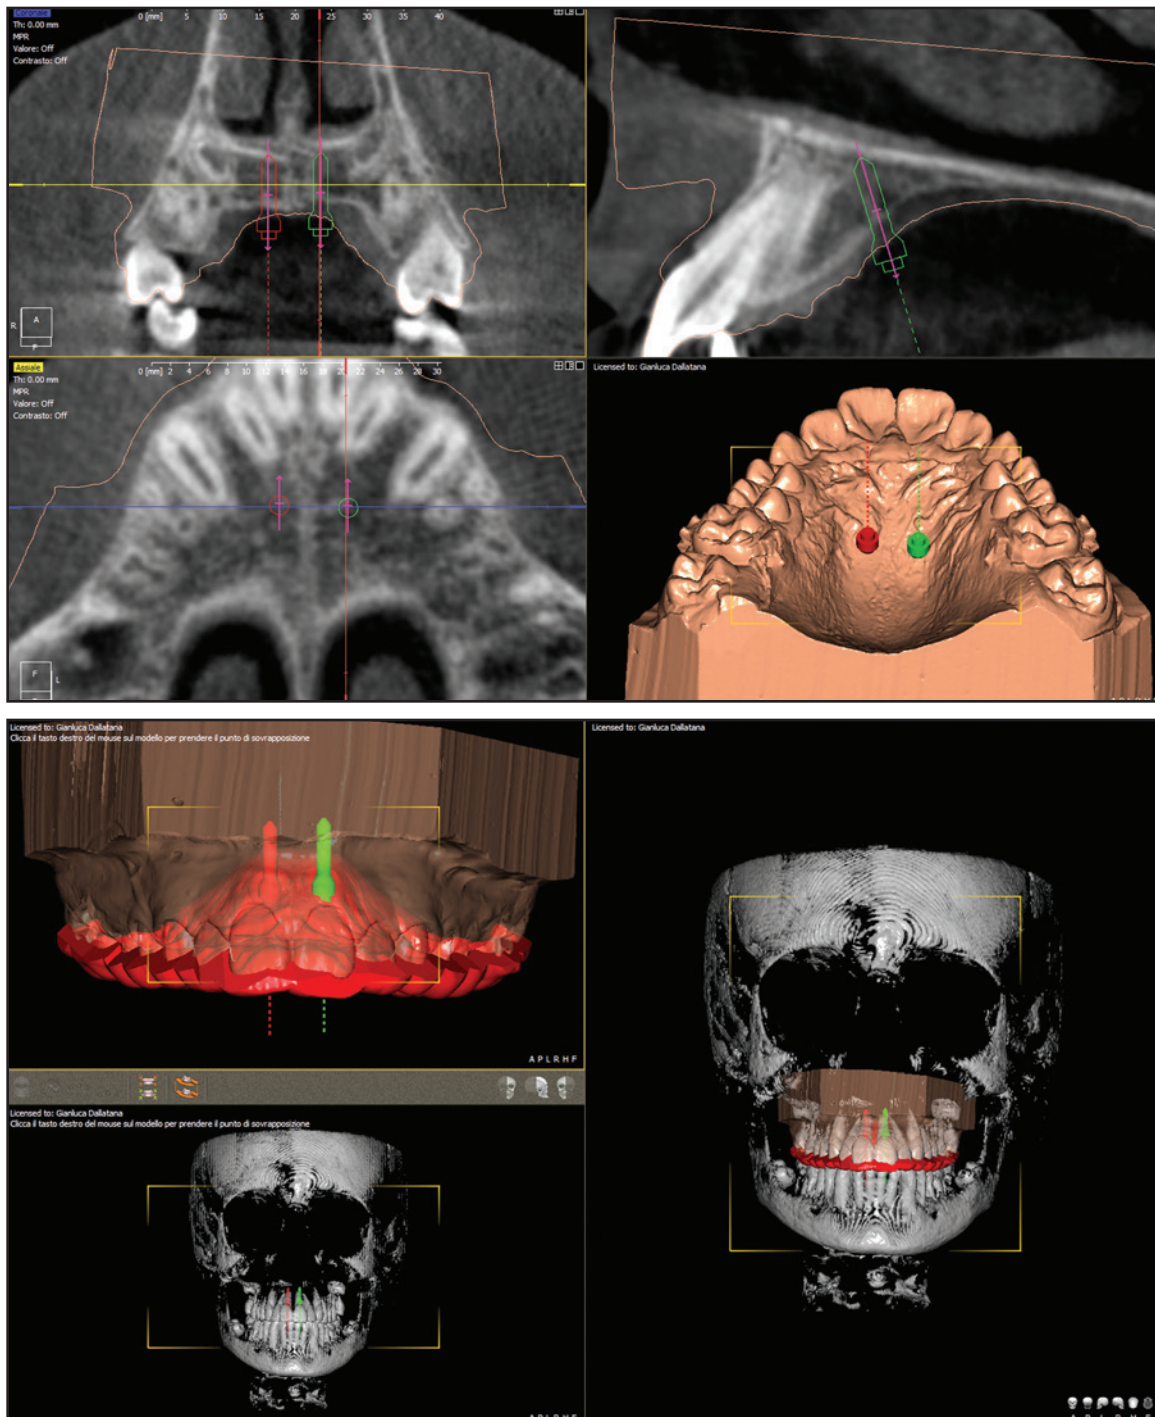 Coronale
Th: 0.00 mm
MPR
Valore: Off
Contrasto: Off
0 [mm] 5 10 15 20 25 30 35 40
R
A
Assiale
Th: 0.00 mm
MPR
Valore: Off
Contrasto: Off
0 [mm] 2 4 6 8 10 12 14 16 18 20 22 24 26 28 30
F
L
Licensed to: Gianluca Dallatana
Licensed to: Gianluca Dallatana
Clicca il tasto destro del mouse sul modello per prendere il punto di sovrapposizione
A P L R H F
Licensed to: Gianluca Dallatana
Clicca il tasto destro del mouse sul modello per prendere il punto di sovrapposizione
Licensed to: Gianluca Dallatana